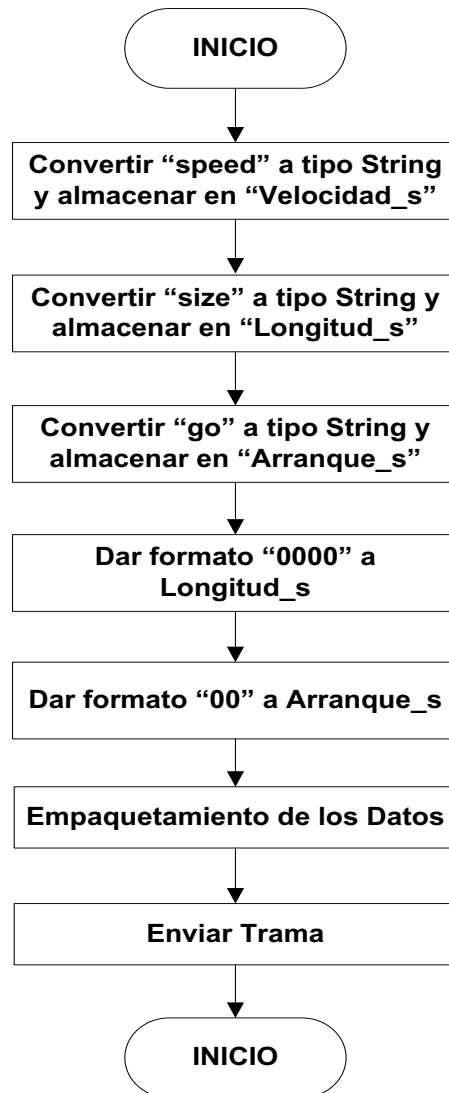 INICIO
Convertir “speed” a tipo String
y almacenar en “Velocidad_s”
Convertir “size” a tipo String y
almacenar en “Longitud_s”
Convertir “go” a tipo String y
almacenar en “Arranque_s”
Dar formato “0000” a
Longitud_s
Dar formato “00” a Arranque_s
Empaquetamiento de los Datos
Enviar Trama
INICIO